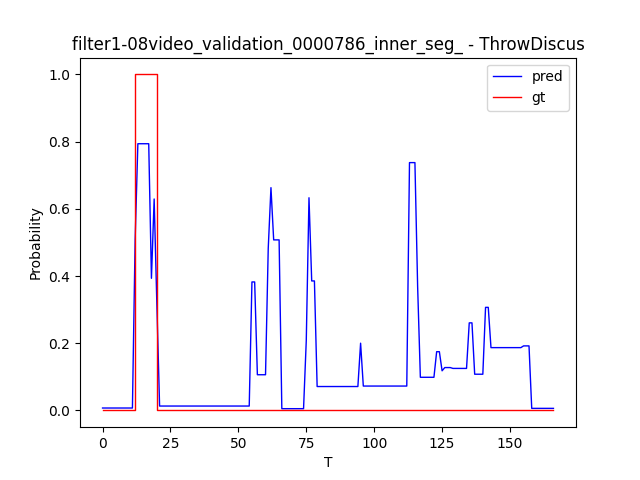 filter1-08video_validation_0000786_inner_seg_ - ThrowDiscus
pred
gt
1.0
0.8
0.6
0.4
0.2
0.0
Probability
0 25 50 75 100 125 150
T